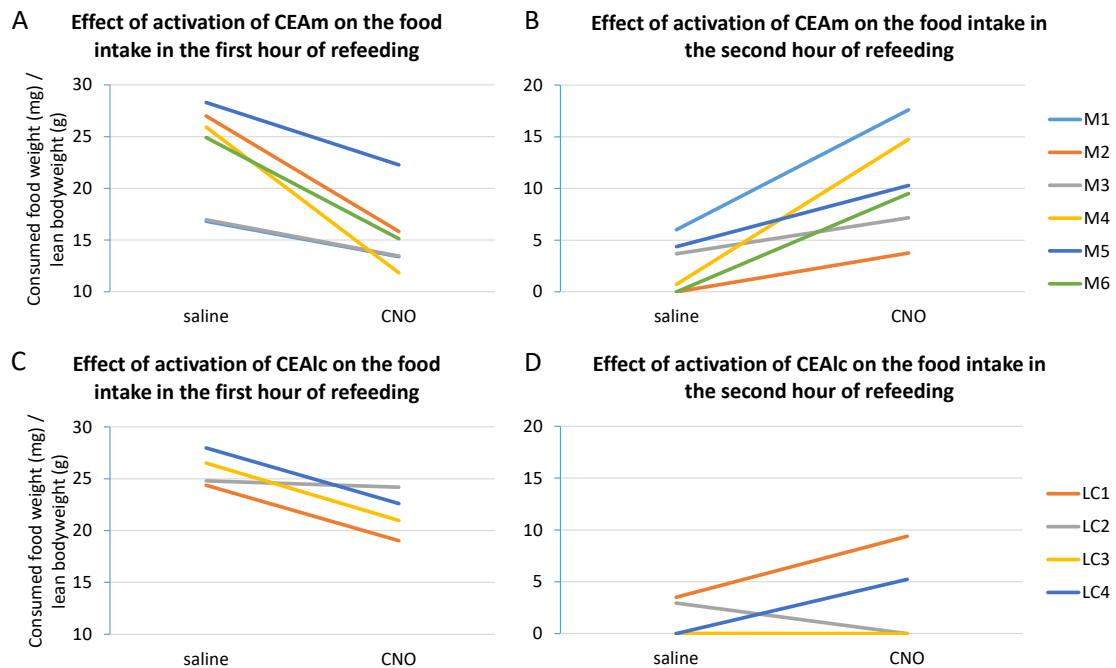 A
Effect of activation of CEAm on the food
intake in the first hour of refeeding
Consumed food weight (mg) /
lean bodyweight (g)
30
25
20
15
10
saline
CNO
B
Effect of activation of CEAm on the food intake in
the second hour of refeeding
20
15
10
5
0
saline
CNO
M1
M2
M3
M4
M5
M6
C
Effect of activation of CEAlc on the food
intake in the first hour of refeeding
Consumed food weight (mg) /
lean bodyweight (g)
30
25
20
15
10
saline
CNO
D
Effect of activation of CEAlc on the food intake in
the second hour of refeeding
20
15
10
5
0
saline
CNO
LC1
LC2
LC3
LC4